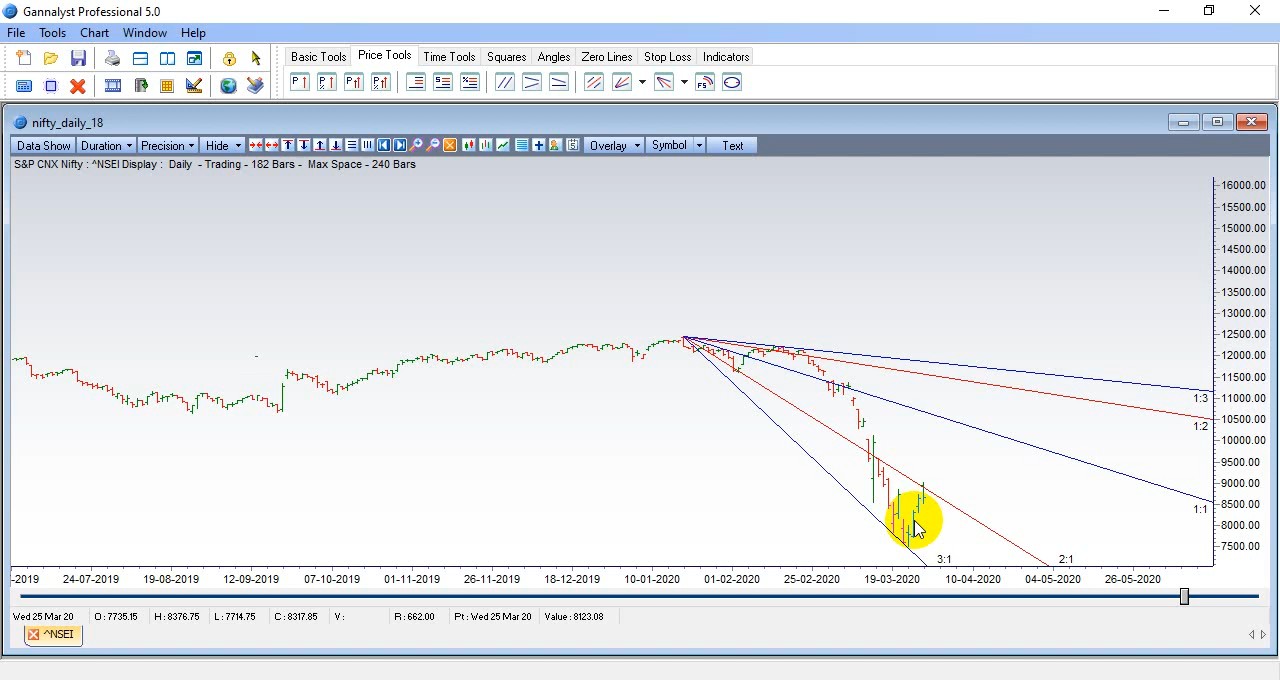 Gannalyst Professional 5.0
File Tools Chart Window Help
Basic Tools Price Tools Time Tools Squares Angles Zero Lines Stop Loss Indicators
nifty_daily_18
Data Show Duration Precision Hide Overlay Symbol Text
S&P CNX Nifty : ^NSEI Display : Daily - Trading - 182 Bars - Max Space - 240 Bars
16000.00
15500.00
15000.00
14500.00
14000.00
13500.00
13000.00
12500.00
12000.00
11500.00
11000.00
1:3
10500.00
1:2
10000.00
9500.00
9000.00
8500.00
1:1
8000.00
7500.00
3:1 2:1
-2019 24-07-2019 19-08-2019 12-09-2019 07-10-2019 01-11-2019 26-11-2019 18-12-2019 10-01-2020 01-02-2020 25-02-2020 19-03-2020 10-04-2020 04-05-2020 26-05-2020
Wed 25 Mar 20 O : 7735.15 H : 8376.75 L : 7714.75 C : 8317.85 V : R : 662.00 Pt : Wed 25 Mar 20 Value : 8123.08
^NSEI